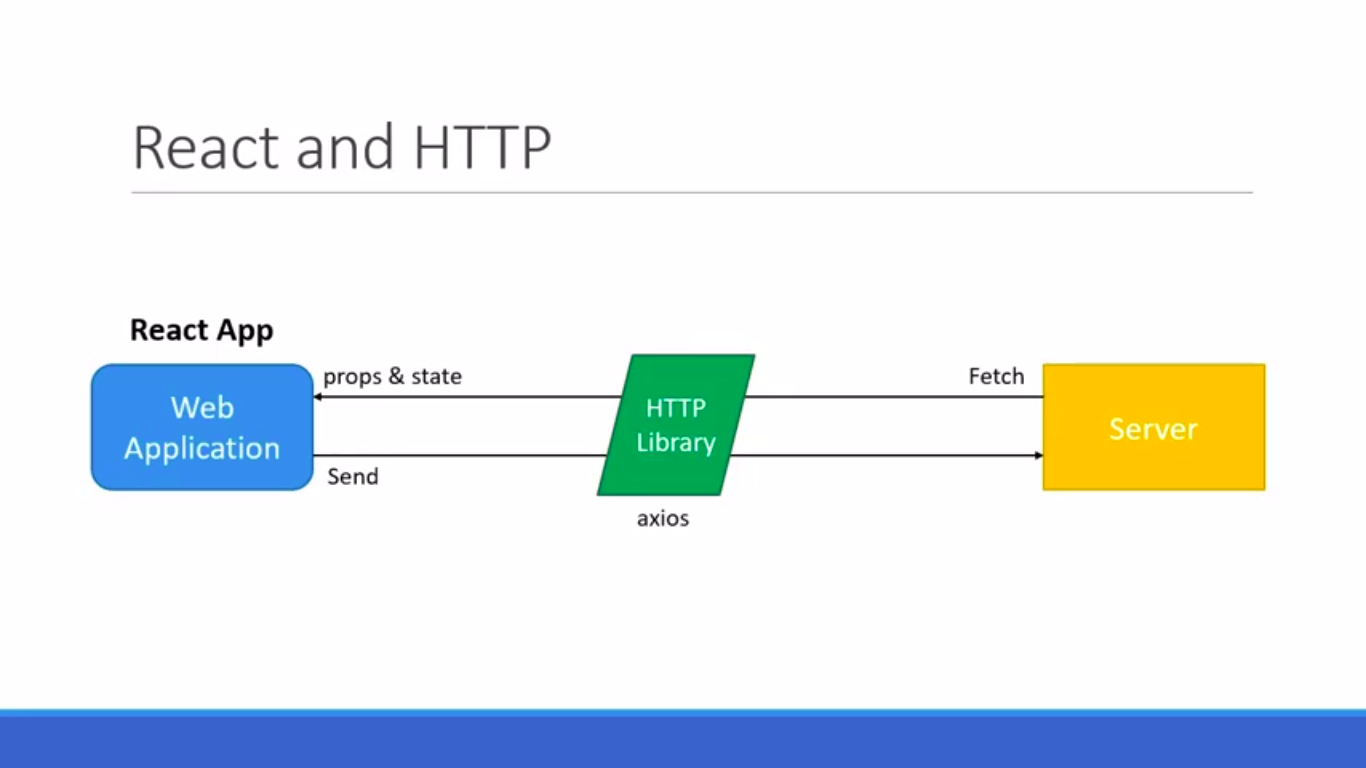 React and HTTP
React App
Web
Application
props & state
Send
HTTP
Library
axios
Fetch
Server